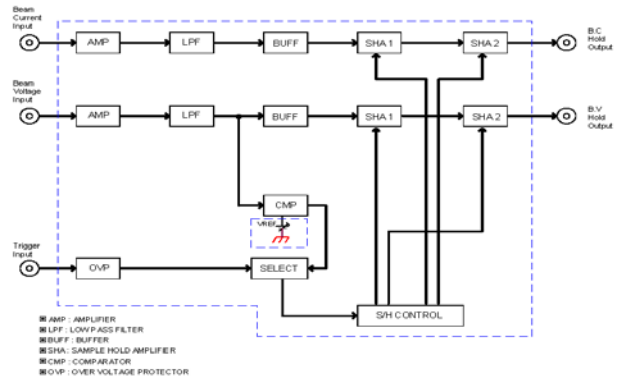 Beam
Current
Input
AMP
LPF
BUFF
SHA 1
SHA 2
B.C
Hold
Output
Beam
Voltage
Input
AMP
LPF
BUFF
SHA 1
SHA 2
B.V
Hold
Output
CMP
VREF
Trigger
Input
OVP
SELECT
S/H CONTROL
AMP : AMPLIFIER
LPF : LOW PASS FILTER
BUFF : BUFFER
SHA : SAMPLE HOLD AMPLIFIER
CMP : COMPARATOR
OVP : OVER VOLTAGE PROTECTOR